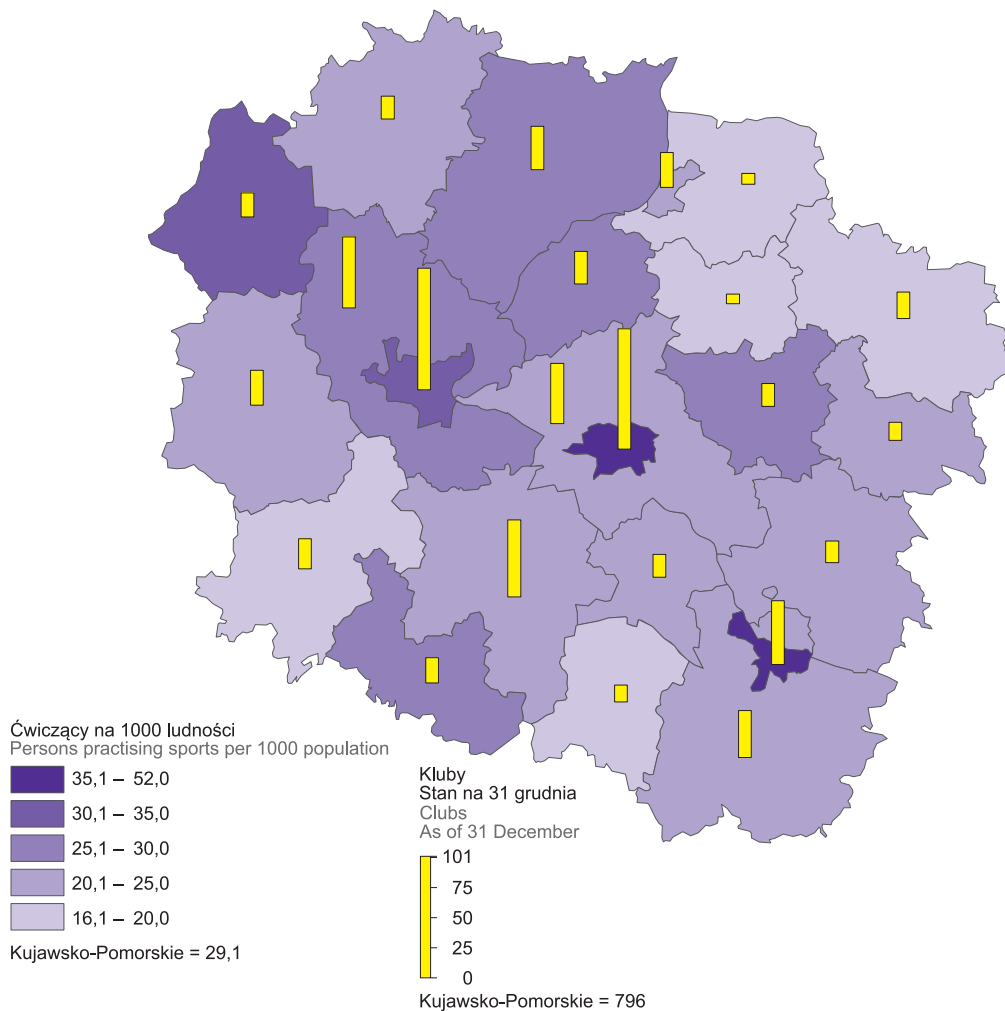 Ćwiczący na 1000 ludności
Persons practising sports per 1000 population
35,1 – 52,0
30,1 – 35,0
25,1 – 30,0
20,1 – 25,0
16,1 – 20,0
Kujawsko-Pomorskie = 29,1
Kluby
Stan na 31 grudnia
Clubs
As of 31 December
101
75
50
25
0
Kujawsko-Pomorskie = 796